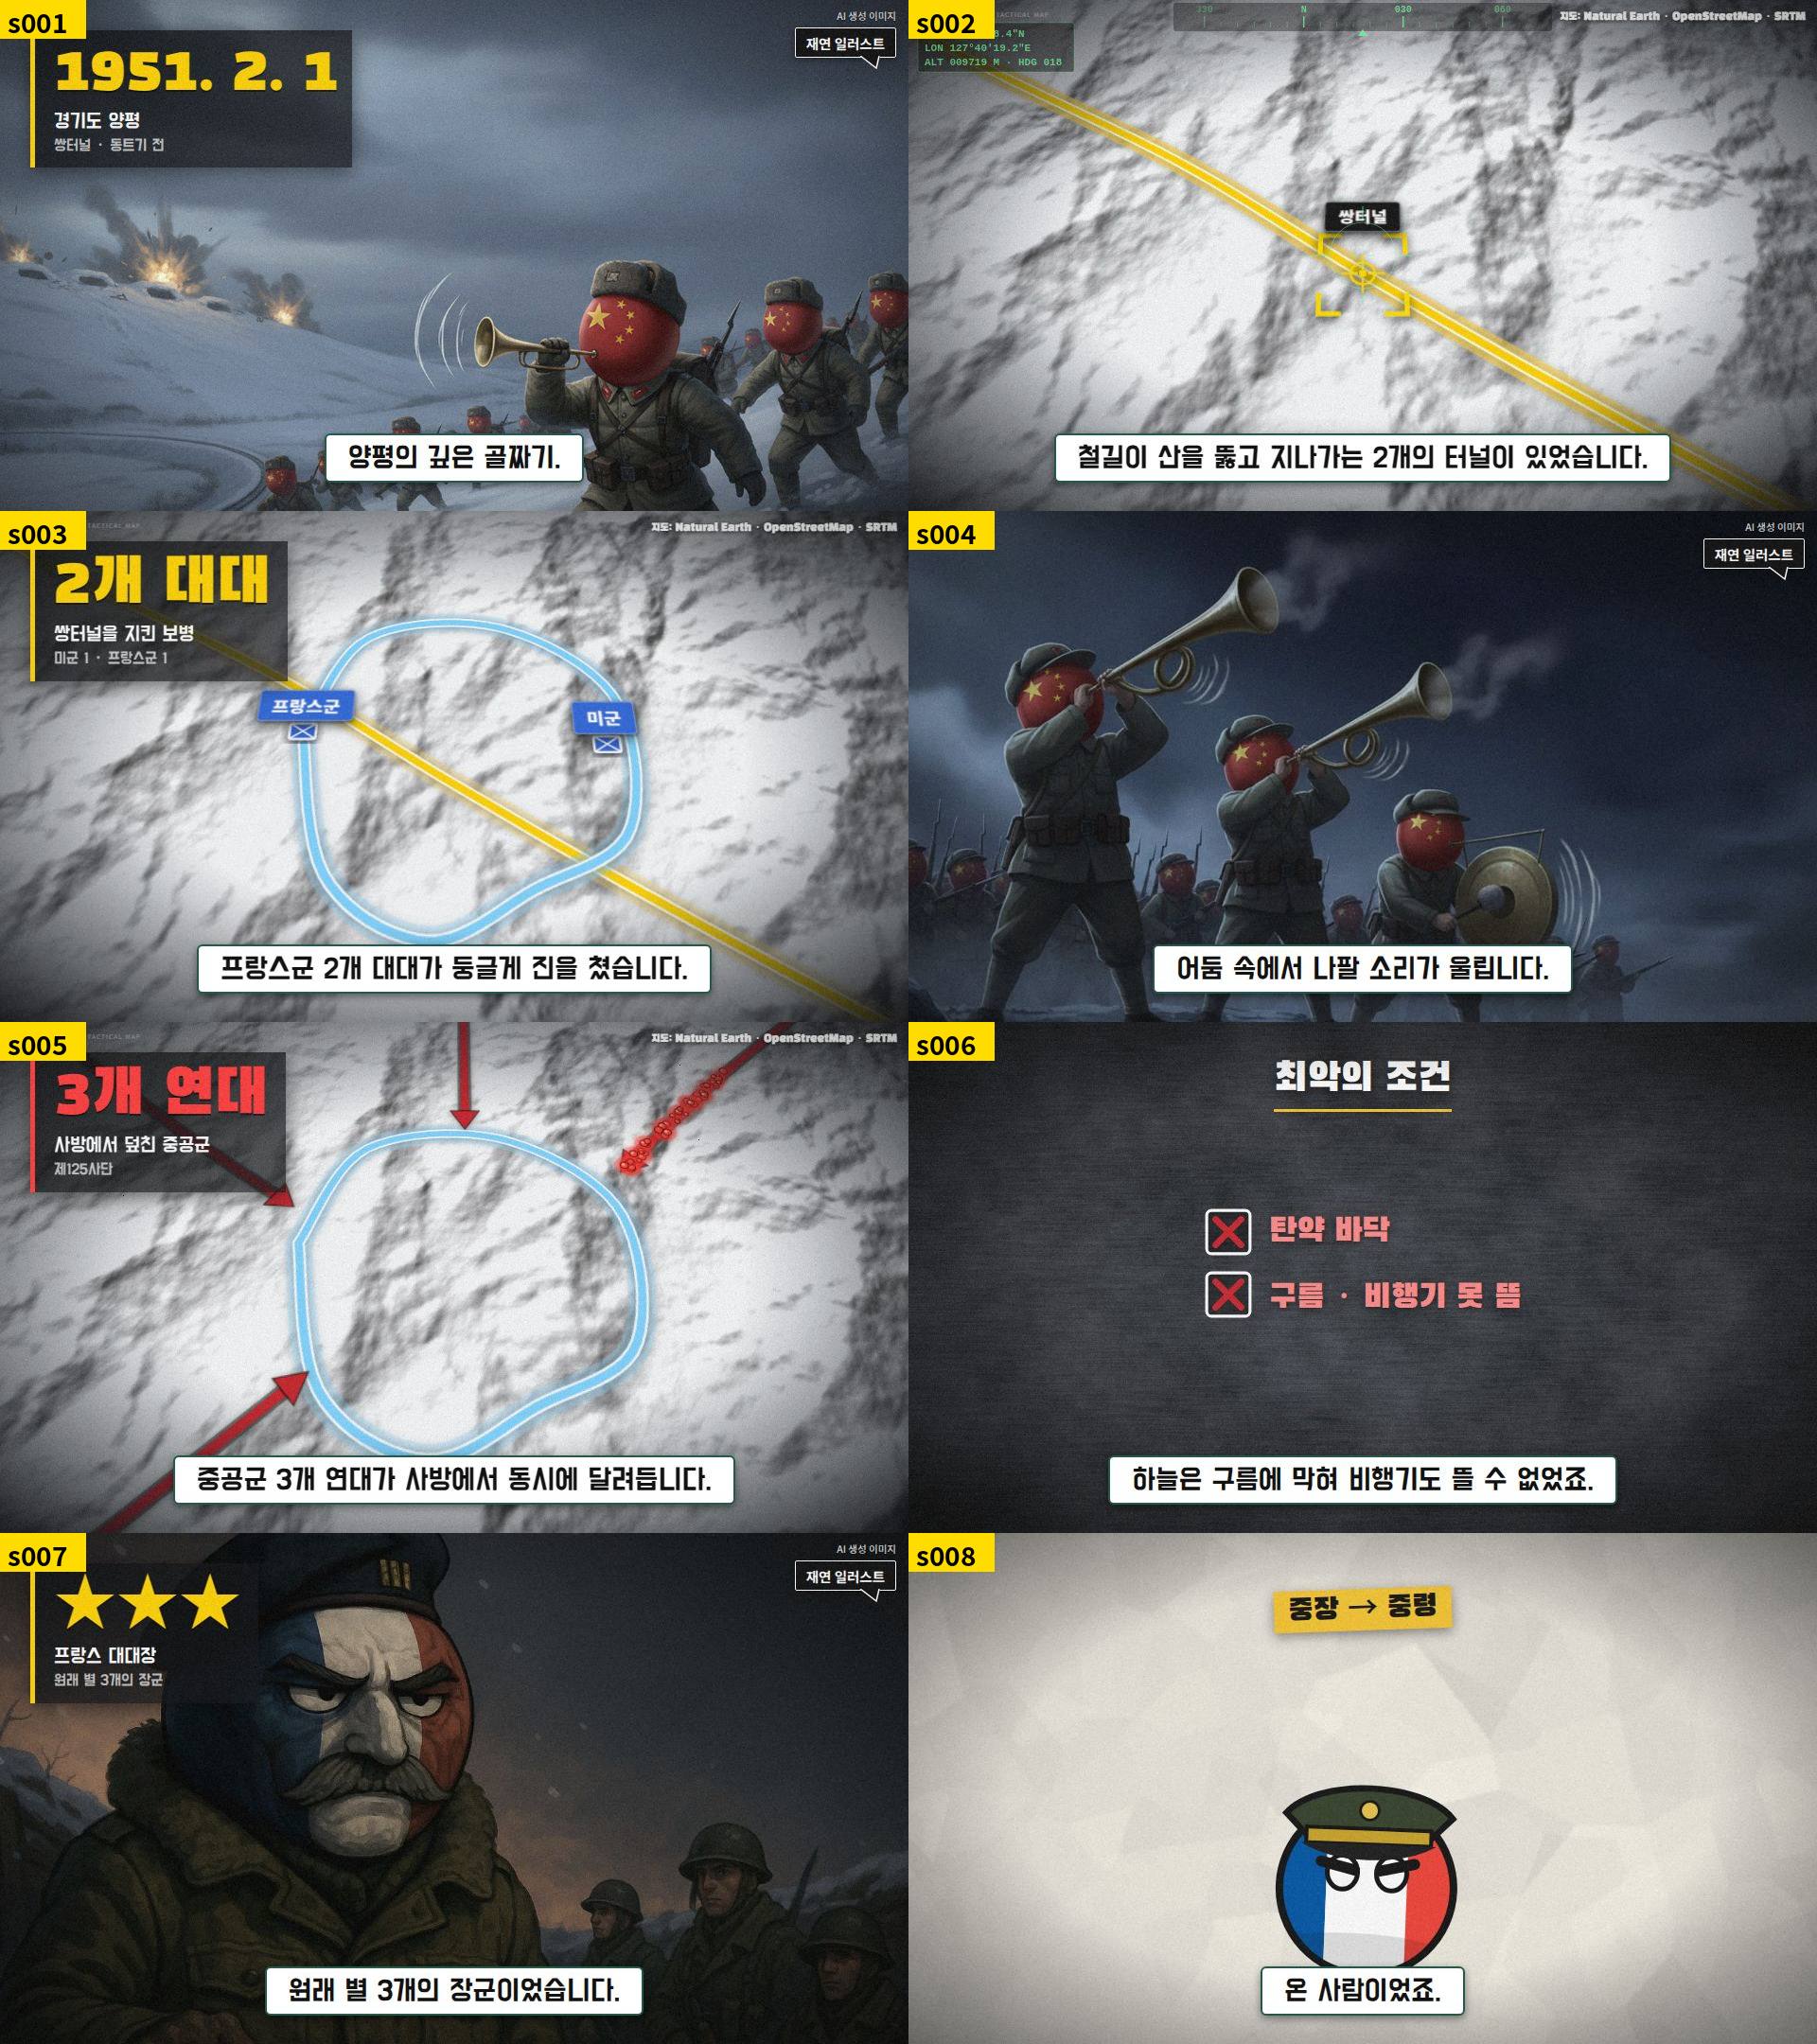 s001
1951. 2. 1
경기도 양평
쌍터널 · 동트기 전
AI 생성 이미지
재연 일러스트
양평의 깊은 골짜기.
s002
TACTICAL MAP
LON 127°40'19.2"E
ALT 009719 M · HDG 018
330 N 030 060
지도: Natural Earth · OpenStreetMap · SRTM
쌍터널
철길이 산을 뚫고 지나가는 2개의 터널이 있었습니다.
s003
TACTICAL MAP
지도: Natural Earth · OpenStreetMap · SRTM
2개 대대
쌍터널을 지킨 보병
미군 1 · 프랑스군 1
프랑스군
미군
프랑스군 2개 대대가 둥글게 진을 쳤습니다.
s004
AI 생성 이미지
재연 일러스트
어둠 속에서 나팔 소리가 울립니다.
s005
TACTICAL MAP
지도: Natural Earth · OpenStreetMap · SRTM
3개 연대
사방에서 덮친 중공군
제125사단
중공군 3개 연대가 사방에서 동시에 달려듭니다.
s006
최악의 조건
탄약 바닥
구름 · 비행기 못 뜸
하늘은 구름에 막혀 비행기도 뜰 수 없었죠.
s007
AI 생성 이미지
재연 일러스트
프랑스 대대장
원래 별 3개의 장군
원래 별 3개의 장군이었습니다.
s008
중장 → 중령
온 사람이었죠.